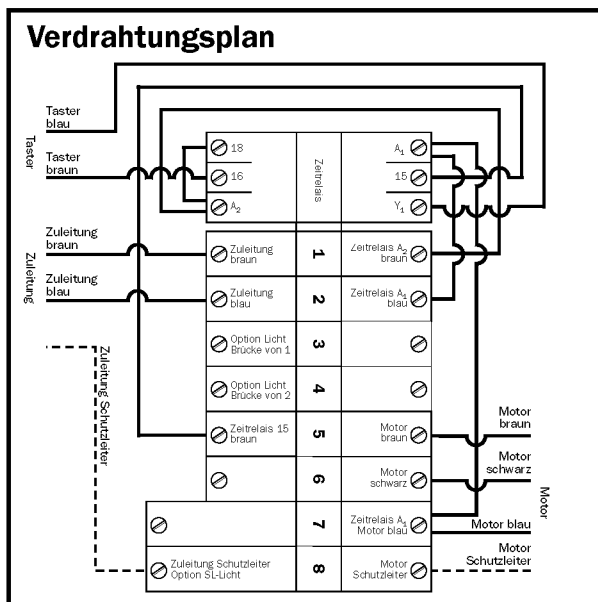 Verdrahtungsplan
Taster
blau
Taster
braun
Taster
Zuleitung
braun
Zuleitung
blau
Zuleitung
Zuleitung Schutzleiter
18
16
A2
Zeitrelais
A1
15
Y1
Zuleitung
braun
1
Zeitrelais A2
braun
Zuleitung
blau
2
Zeitrelais A1
blau
Option Licht
Brücke von 1
3
Option Licht
Brücke von 2
4
Zeitrelais 15
braun
5
Motor
braun
6
Motor
schwarz
7
Zeitrelais A1
Motor blau
Zuleitung Schutzleiter
Option SL-Licht
8
Motor
Schutzleiter
Motor
braun
Motor
schwarz
Motor
Motor blau
Motor
Schutzleiter